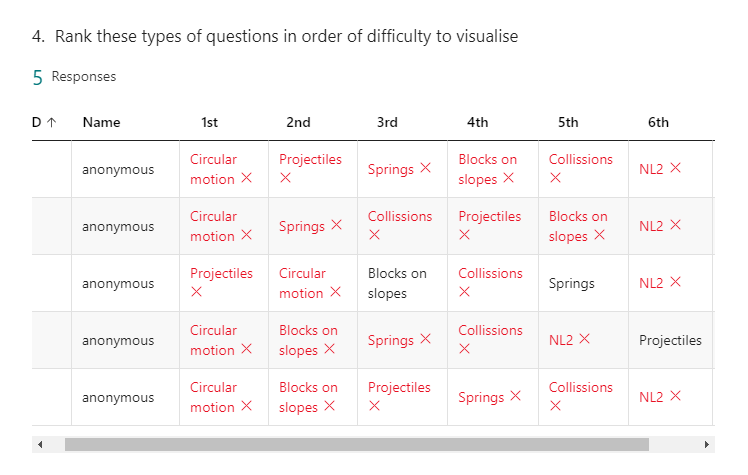 4. Rank these types of questions in order of difficulty to visualise
5 Responses
D ↑ Name 1st 2nd 3rd 4th 5th 6th
anonymous Circular motion ✕ Projectiles ✕ Springs ✕ Blocks on slopes ✕ Collissions ✕ NL2 ✕
anonymous Circular motion ✕ Springs ✕ Collissions ✕ Projectiles ✕ Blocks on slopes ✕ NL2 ✕
anonymous Projectiles ✕ Circular motion ✕ Blocks on slopes Collissions ✕ Springs NL2 ✕
anonymous Circular motion ✕ Blocks on slopes ✕ Springs ✕ Collissions ✕ NL2 ✕ Projectiles
anonymous Circular motion ✕ Blocks on slopes ✕ Projectiles ✕ Springs ✕ Collissions ✕ NL2 ✕